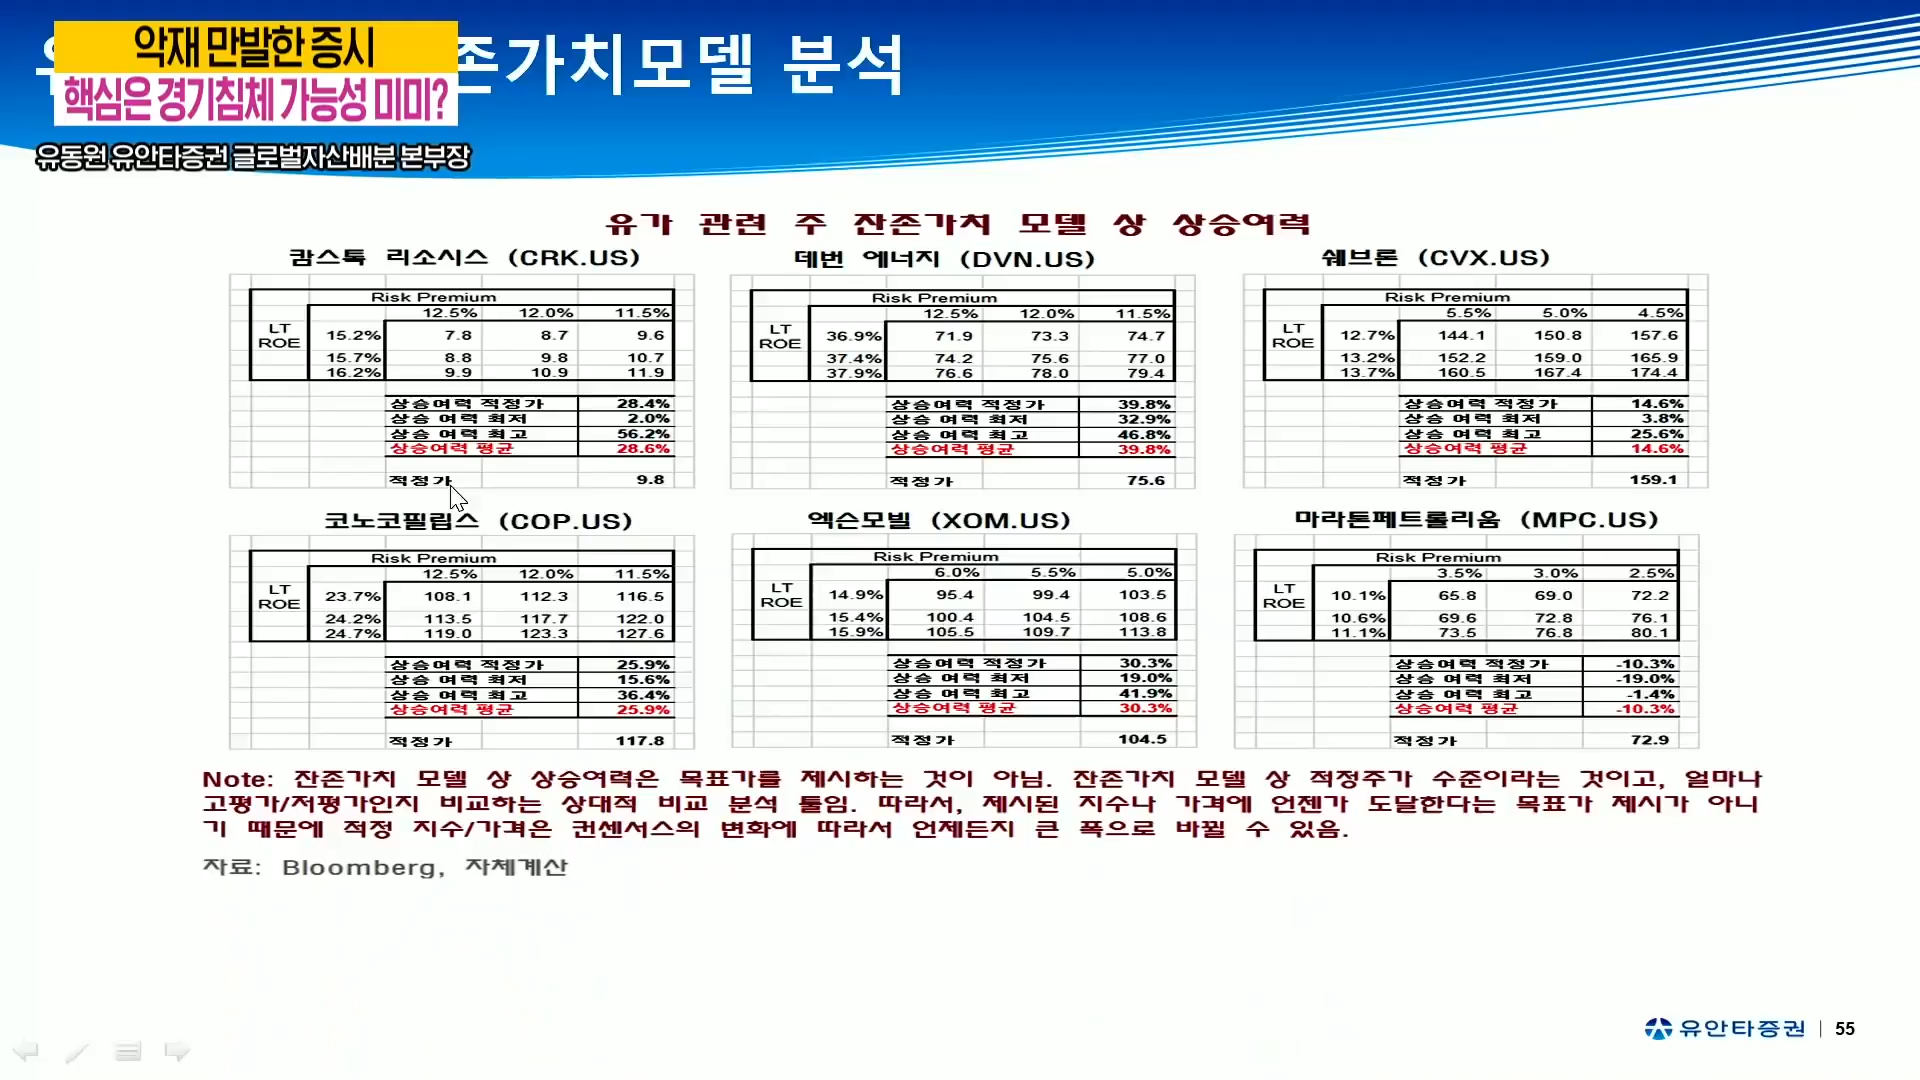 악재 만발한 증시
핵심은 경기침체 가능성 미미?
존가치모델 분석
유동원 유안타증권 글로벌자산배분 본부장
유가 관련 주 잔존가치 모델 상 상승여력
캄스톡 리소시스 (CRK.US)
Risk Premium
12.5% 12.0% 11.5%
LT ROE
15.2% 7.8 8.7 9.6
15.7% 8.8 9.8 10.7
16.2% 9.9 10.9 11.9
상승여력 적정가 28.4%
상승 여력 최저 2.0%
상승 여력 최고 56.2%
상승여력 평균 28.6%
적정가 9.8
데번 에너지 (DVN.US)
Risk Premium
12.5% 12.0% 11.5%
LT ROE
36.9% 71.9 73.3 74.7
37.4% 74.2 75.6 77.0
37.9% 76.6 78.0 79.4
상승여력 적정가 39.8%
상승 여력 최저 32.9%
상승 여력 최고 46.8%
상승여력 평균 39.8%
적정가 75.6
쉐브론 (CVX.US)
Risk Premium
5.5% 5.0% 4.5%
LT ROE
12.7% 144.1 150.8 157.6
13.2% 152.2 159.0 165.9
13.7% 160.5 167.4 174.4
상승여력 적정가 14.6%
상승 여력 최저 3.8%
상승 여력 최고 25.6%
상승여력 평균 14.6%
적정가 159.1
코노코필립스 (COP.US)
Risk Premium
12.5% 12.0% 11.5%
LT ROE
23.7% 108.1 112.3 116.5
24.2% 113.5 117.7 122.0
24.7% 119.0 123.3 127.6
상승여력 적정가 25.9%
상승 여력 최저 15.6%
상승 여력 최고 36.4%
상승여력 평균 25.9%
적정가 117.8
엑슨모빌 (XOM.US)
Risk Premium
6.0% 5.5% 5.0%
LT ROE
14.9% 95.4 99.4 103.5
15.4% 100.4 104.5 108.6
15.9% 105.5 109.7 113.8
상승여력 적정가 30.3%
상승 여력 최저 19.0%
상승 여력 최고 41.9%
상승여력 평균 30.3%
적정가 104.5
마라톤페트롤리움 (MPC.US)
Risk Premium
3.5% 3.0% 2.5%
LT ROE
10.1% 65.8 69.0 72.2
10.6% 69.6 72.8 76.1
11.1% 73.5 76.8 80.1
상승여력 적정가 -10.3%
상승 여력 최저 -19.0%
상승 여력 최고 -1.4%
상승여력 평균 -10.3%
적정가 72.9
Note: 잔존가치 모델 상 상승여력은 목표가를 제시하는 것이 아님. 잔존가치 모델 상 적정주가 수준이라는 것이고, 얼마나
고평가/저평가인지 비교하는 상대적 비교 분석 툴임. 따라서, 제시된 지수나 가격에 언젠가 도달한다는 목표가 제시가 아니
기 때문에 적정 지수/가격은 컨센서스의 변화에 따라서 언제든지 큰 폭으로 바뀔 수 있음.
자료: Bloomberg, 자체계산
유안타증권 | 55